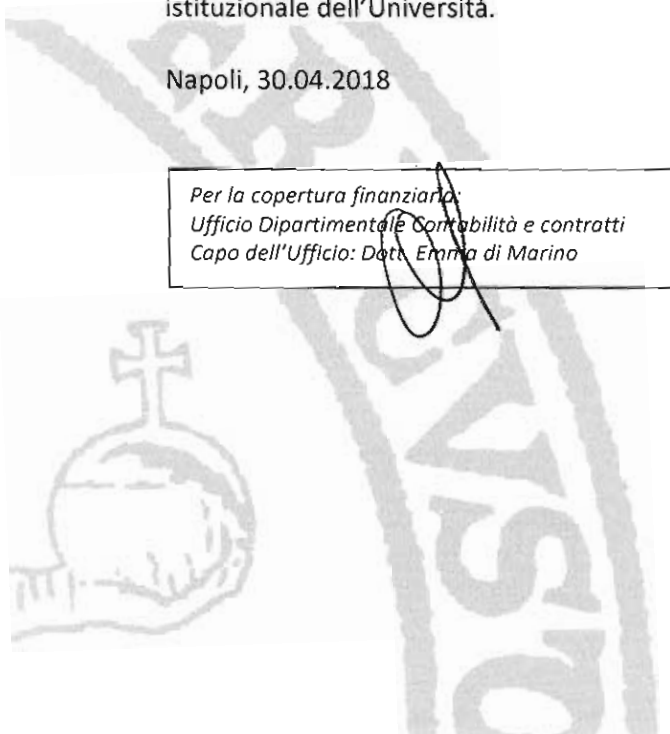 istituzionale dell'Università.
Napoli, 30.04.2018
Per la copertura finanziaria:
Ufficio Dipartimentale Contabilità e contratti
Capo dell'Ufficio: Dott. Emma di Marino